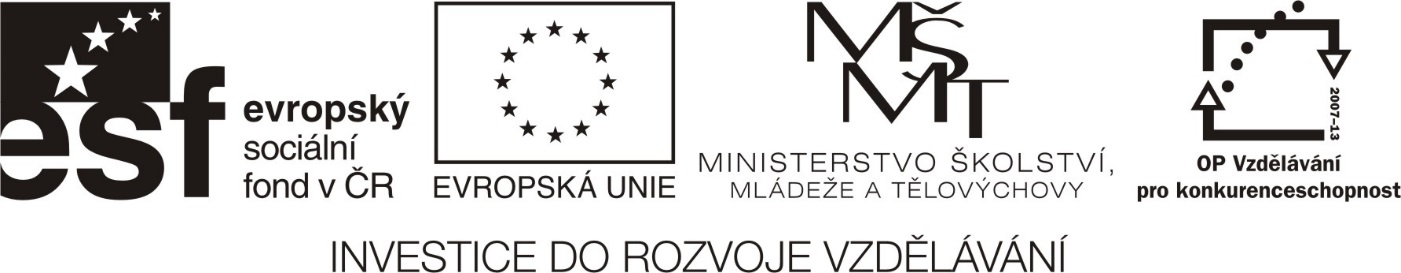 esf
evropský
sociální
fond v ČR
EVROPSKÁ UNIE
MŠMT
MINISTERSTVO ŠKOLSTVÍ,
MLÁDEŽE A TĚLOVÝCHOVY
2007-13
OP Vzdělávání
pro konkurenceschopnost
INVESTICE DO ROZVOJE VZDĚLÁVÁNÍ